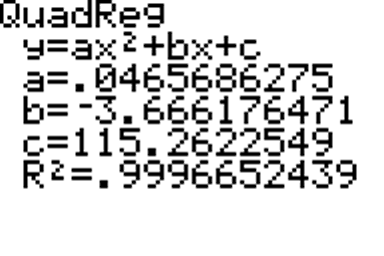 QuadReg
y=ax²+bx+c
a=.0465686275
b=-3.666176471
c=115.2622549
R²=.9996652439